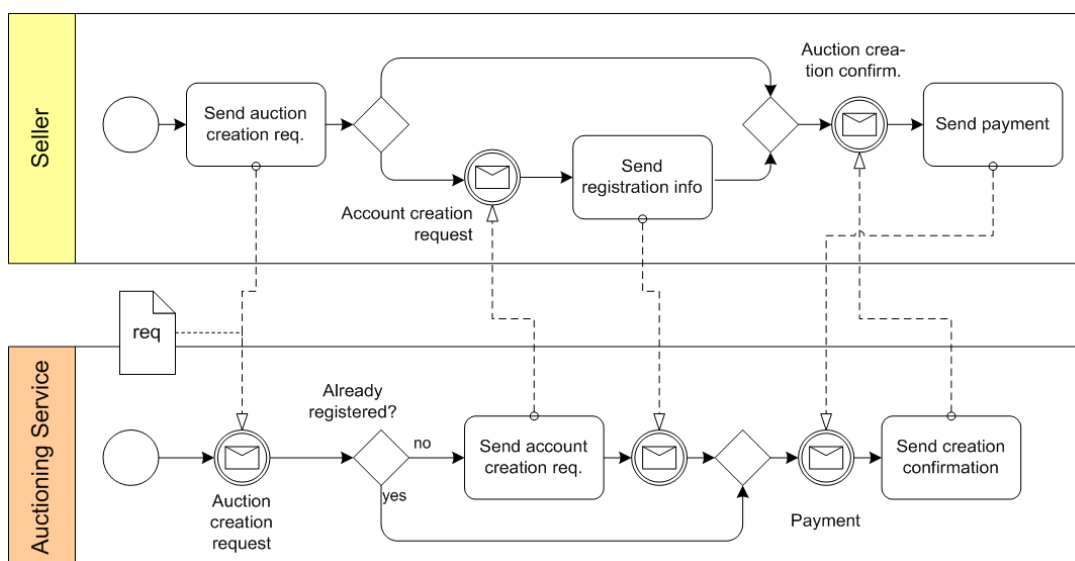 Seller
Send auction
creation req.
Account creation
request
Send
registration info
Auction crea-
tion confirm.
Send payment
req
Auctioning Service
Auction
creation
request
Already
registered?
no
yes
Send account
creation req.
Payment
Send creation
confirmation